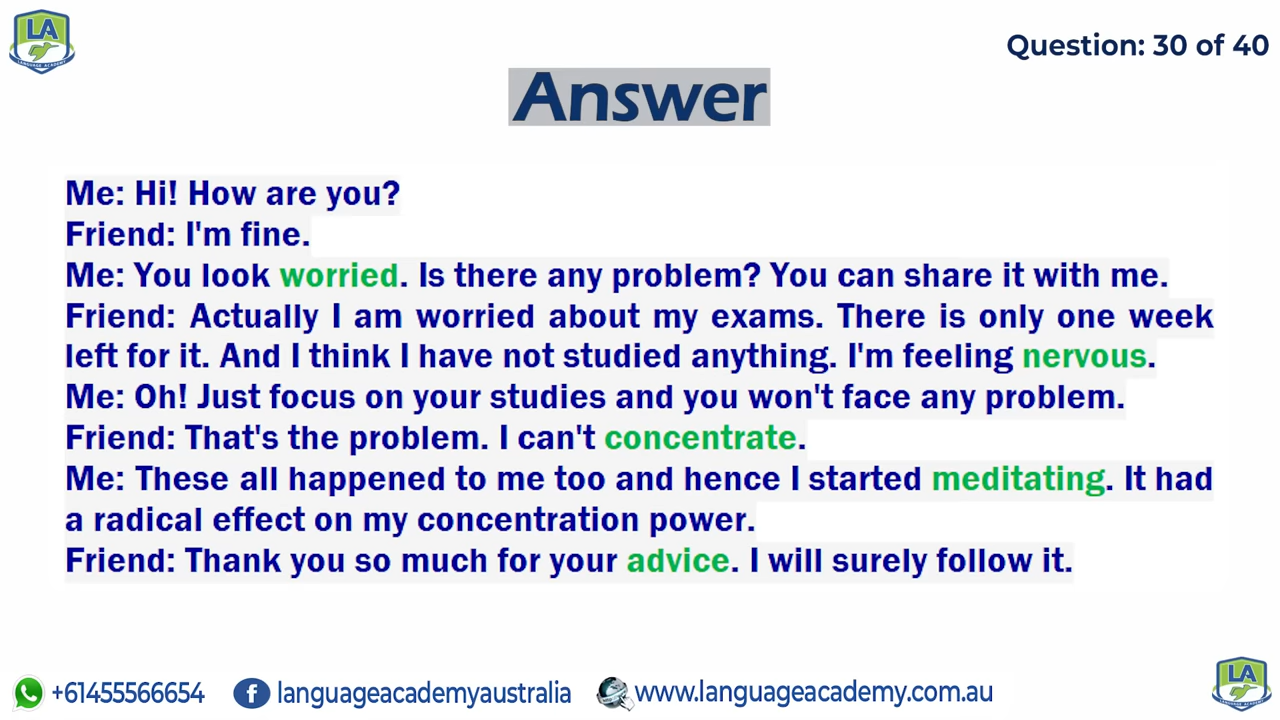 LA
LANGUAGE ACADEMY
Question: 30 of 40
Answer
Me: Hi! How are you?
Friend: I'm fine.
Me: You look worried. Is there any problem? You can share it with me.
Friend: Actually I am worried about my exams. There is only one week
left for it. And I think I have not studied anything. I'm feeling nervous.
Me: Oh! Just focus on your studies and you won't face any problem.
Friend: That's the problem. I can't concentrate.
Me: These all happened to me too and hence I started meditating. It had
a radical effect on my concentration power.
Friend: Thank you so much for your advice. I will surely follow it.
+61455566654 languageacademyaustralia www.languageacademy.com.au
LA
LANGUAGE ACADEMY